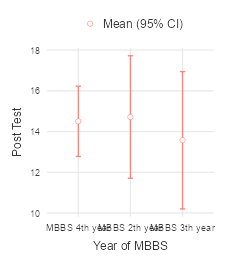 Mean (95% CI)
18
16
14
12
10
Post Test
MBBS 4th year
MBBS 2th year
MBBS 3th year
Year of MBBS